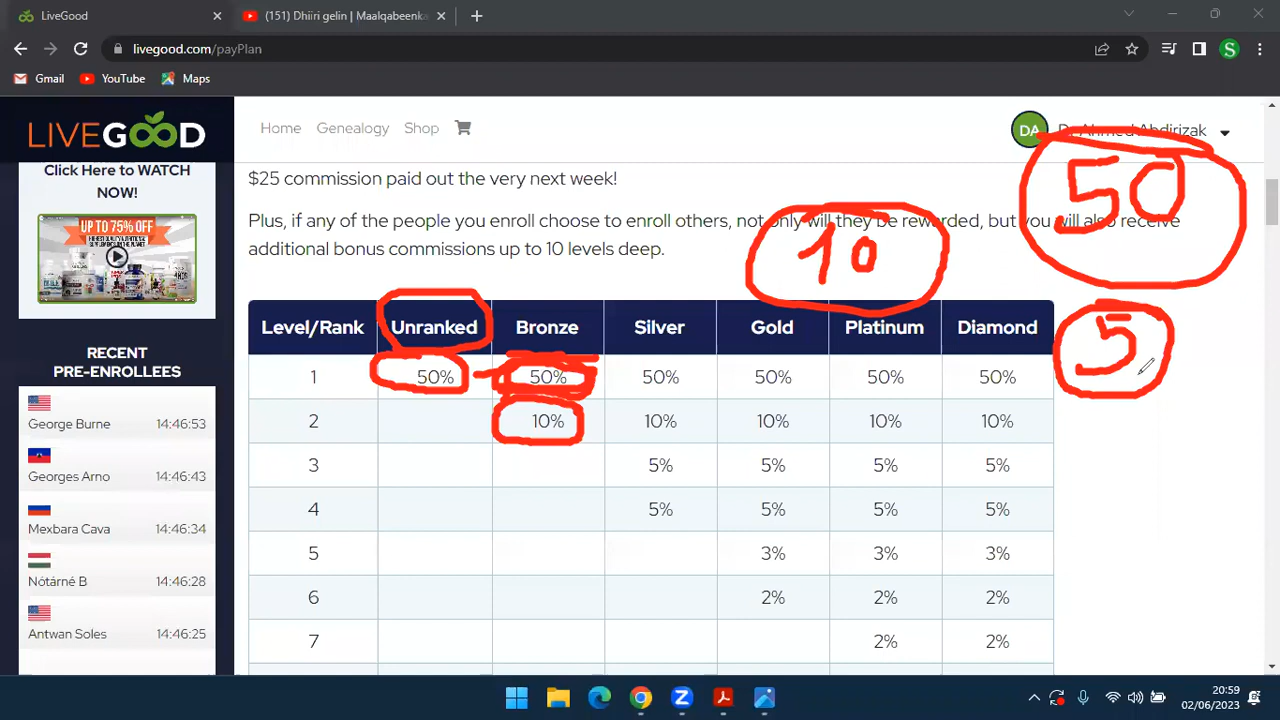 LiveGood
(151) Dhiiri gelin | Maalqabeenka
livegood.com/payPlan
S
Gmail
YouTube
Maps
LIVEGOOD
Home
Genealogy
Shop
DA
Dr Ahmed Abdirizak
Click Here to WATCH
NOW!
UP TO 75% OFF
RECENT
PRE-ENROLLEES
George Burne 14:46:53
Georges Arno 14:46:43
Mexbara Cava 14:46:34
Nótárné B 14:46:28
Antwan Soles 14:46:25
$25 commission paid out the very next week!
Plus, if any of the people you enroll choose to enroll others, not only will they be rewarded, but you will also receive
additional bonus commissions up to 10 levels deep.
50
10
5
Level/Rank Unranked Bronze Silver Gold Platinum Diamond
1 50% 50% 50% 50% 50% 50%
2 10% 10% 10% 10% 10%
3 5% 5% 5% 5%
4 5% 5% 5% 5%
5 3% 3% 3%
6 2% 2% 2%
7 2% 2%
20:59
02/06/2023